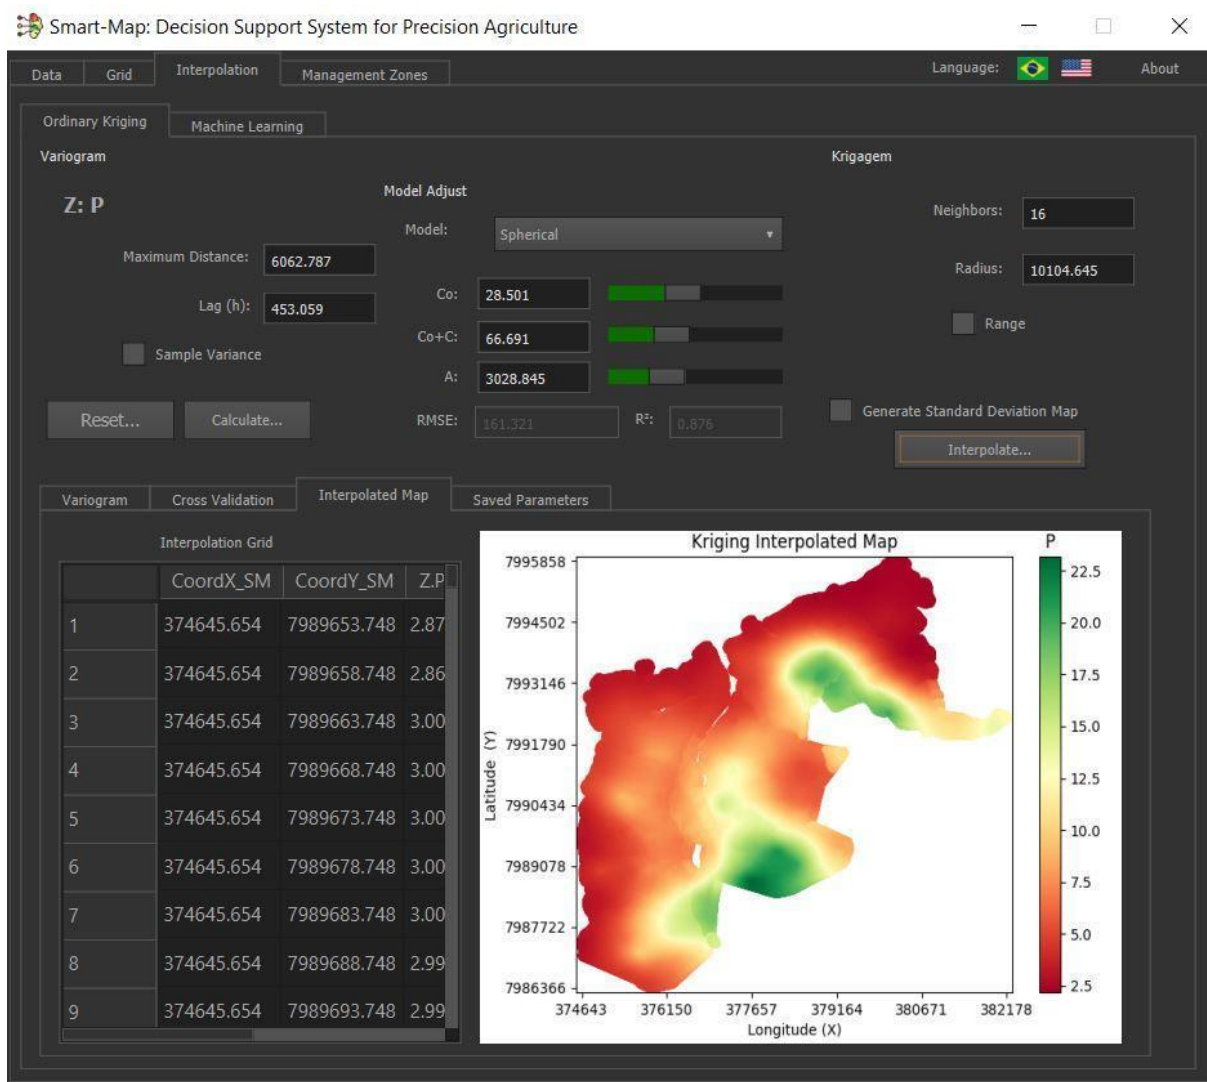 Smart-Map: Decision Support System for Precision Agriculture
Data Grid Interpolation Management Zones Language: About
Ordinary Kriging Machine Learning
Variogram Krigagem
Z: P
Model Adjust
Neighbors: 16
Model: Spherical
Maximum Distance: 6062.787
Radius: 10104.645
Lag (h): 453.059
Co: 28.501
Range
Co+C: 66.691
Sample Variance
A: 3028.845
Reset... Calculate... RMSE: 161.321 R²: 0.876
Generate Standard Deviation Map
Interpolate...
Variogram Cross Validation Interpolated Map Saved Parameters
Interpolation Grid
CoordX_SM CoordY_SM Z.P
1 374645.654 7989653.748 2.87
2 374645.654 7989658.748 2.86
3 374645.654 7989663.748 3.00
4 374645.654 7989668.748 3.00
5 374645.654 7989673.748 3.00
6 374645.654 7989678.748 3.00
7 374645.654 7989683.748 3.00
8 374645.654 7989688.748 2.99
9 374645.654 7989693.748 2.99
Kriging Interpolated Map
P
7995858
7994502
7993146
7991790
7990434
7989078
7987722
7986366
Latitude (Y)
374643 376150 377657 379164 380671 382178
Longitude (X)
22.5
20.0
17.5
15.0
12.5
10.0
7.5
5.0
2.5